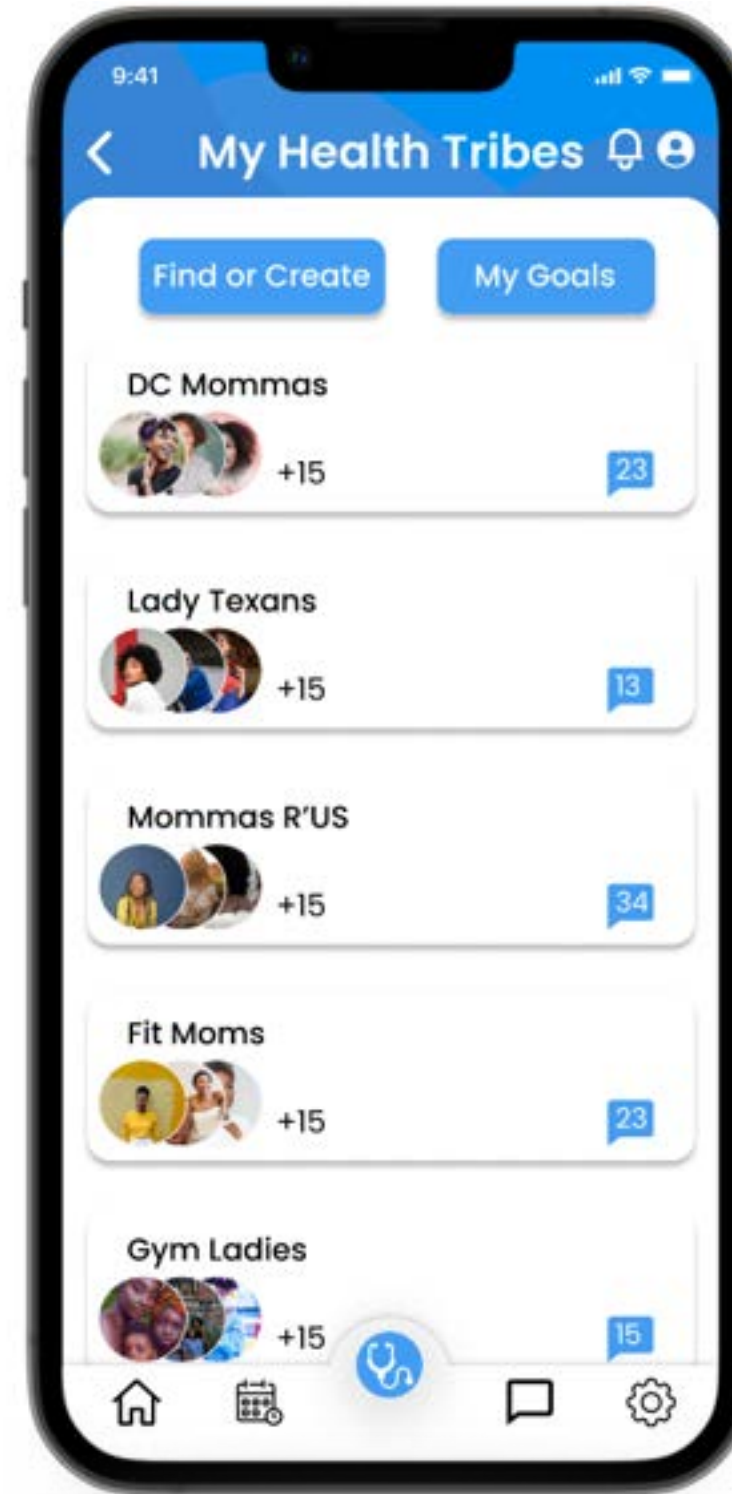 9:41
My Health Tribes
Find or Create
My Goals
DC Mommas
+15
23
Lady Texans
+15
13
Mommas R'US
+15
34
Fit Moms
+15
23
Gym Ladies
+15
15